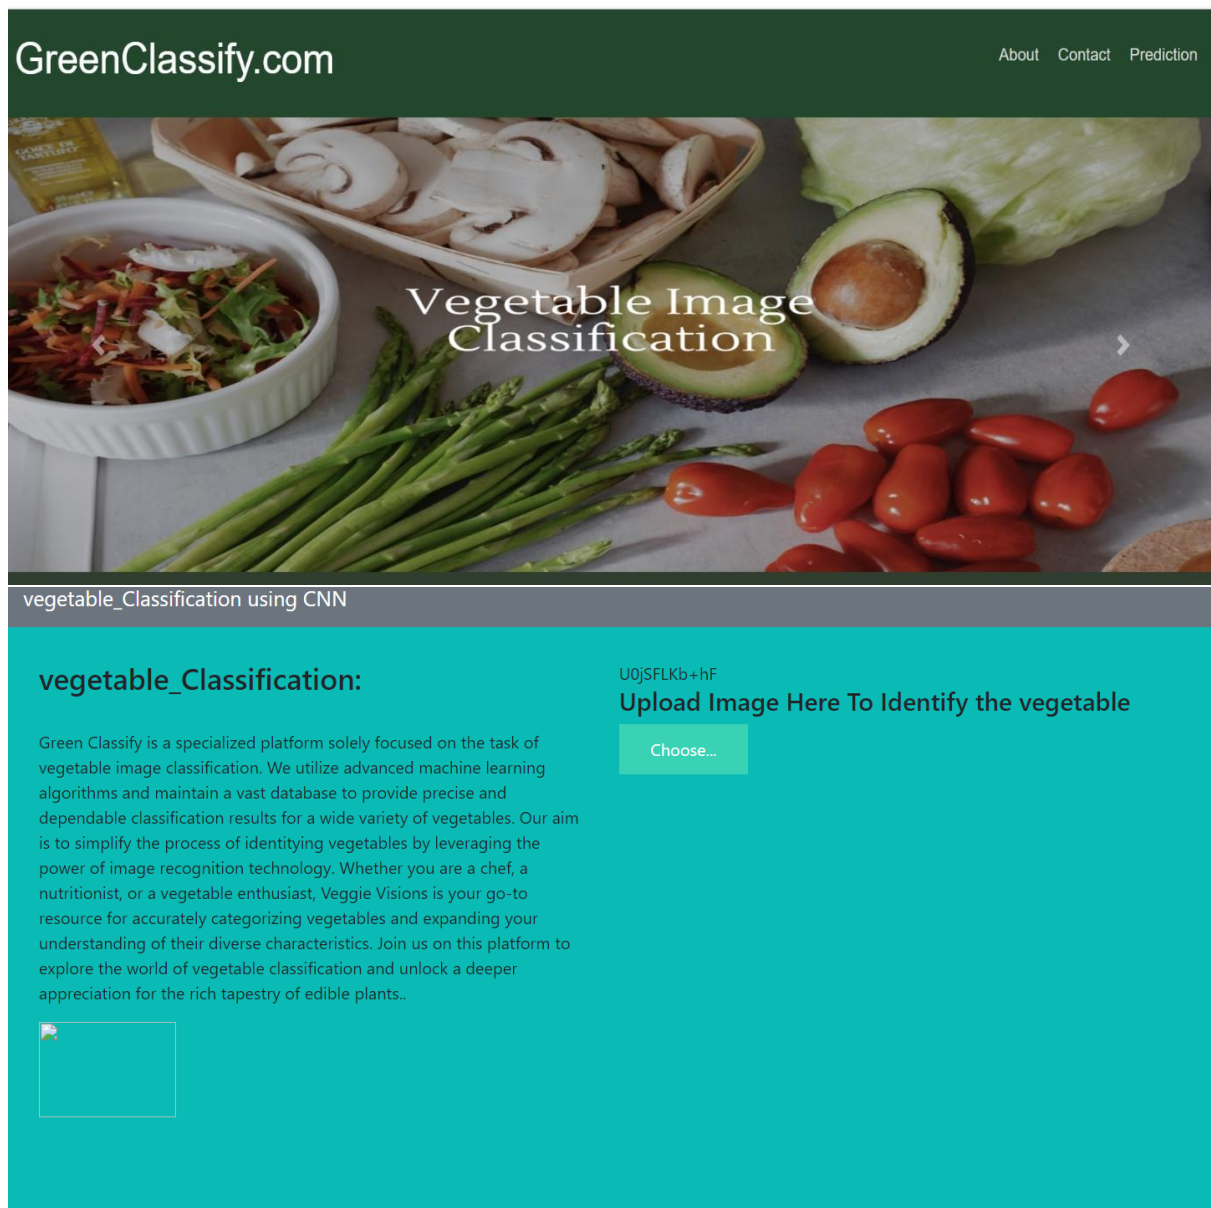 GreenClassify.com
About Contact Prediction
GOCCE DI
TARTUFO
Vegetable Image
Classification
vegetable_Classification using CNN
vegetable_Classification:
Green Classify is a specialized platform solely focused on the task of
vegetable image classification. We utilize advanced machine learning
algorithms and maintain a vast database to provide precise and
dependable classification results for a wide variety of vegetables. Our aim
is to simplify the process of identitying vegetables by leveraging the
power of image recognition technology. Whether you are a chef, a
nutritionist, or a vegetable enthusiast, Veggie Visions is your go-to
resource for accurately categorizing vegetables and expanding your
understanding of their diverse characteristics. Join us on this platform to
explore the world of vegetable classification and unlock a deeper
appreciation for the rich tapestry of edible plants..
U0jSFLKb+hF
Upload Image Here To Identify the vegetable
Choose...